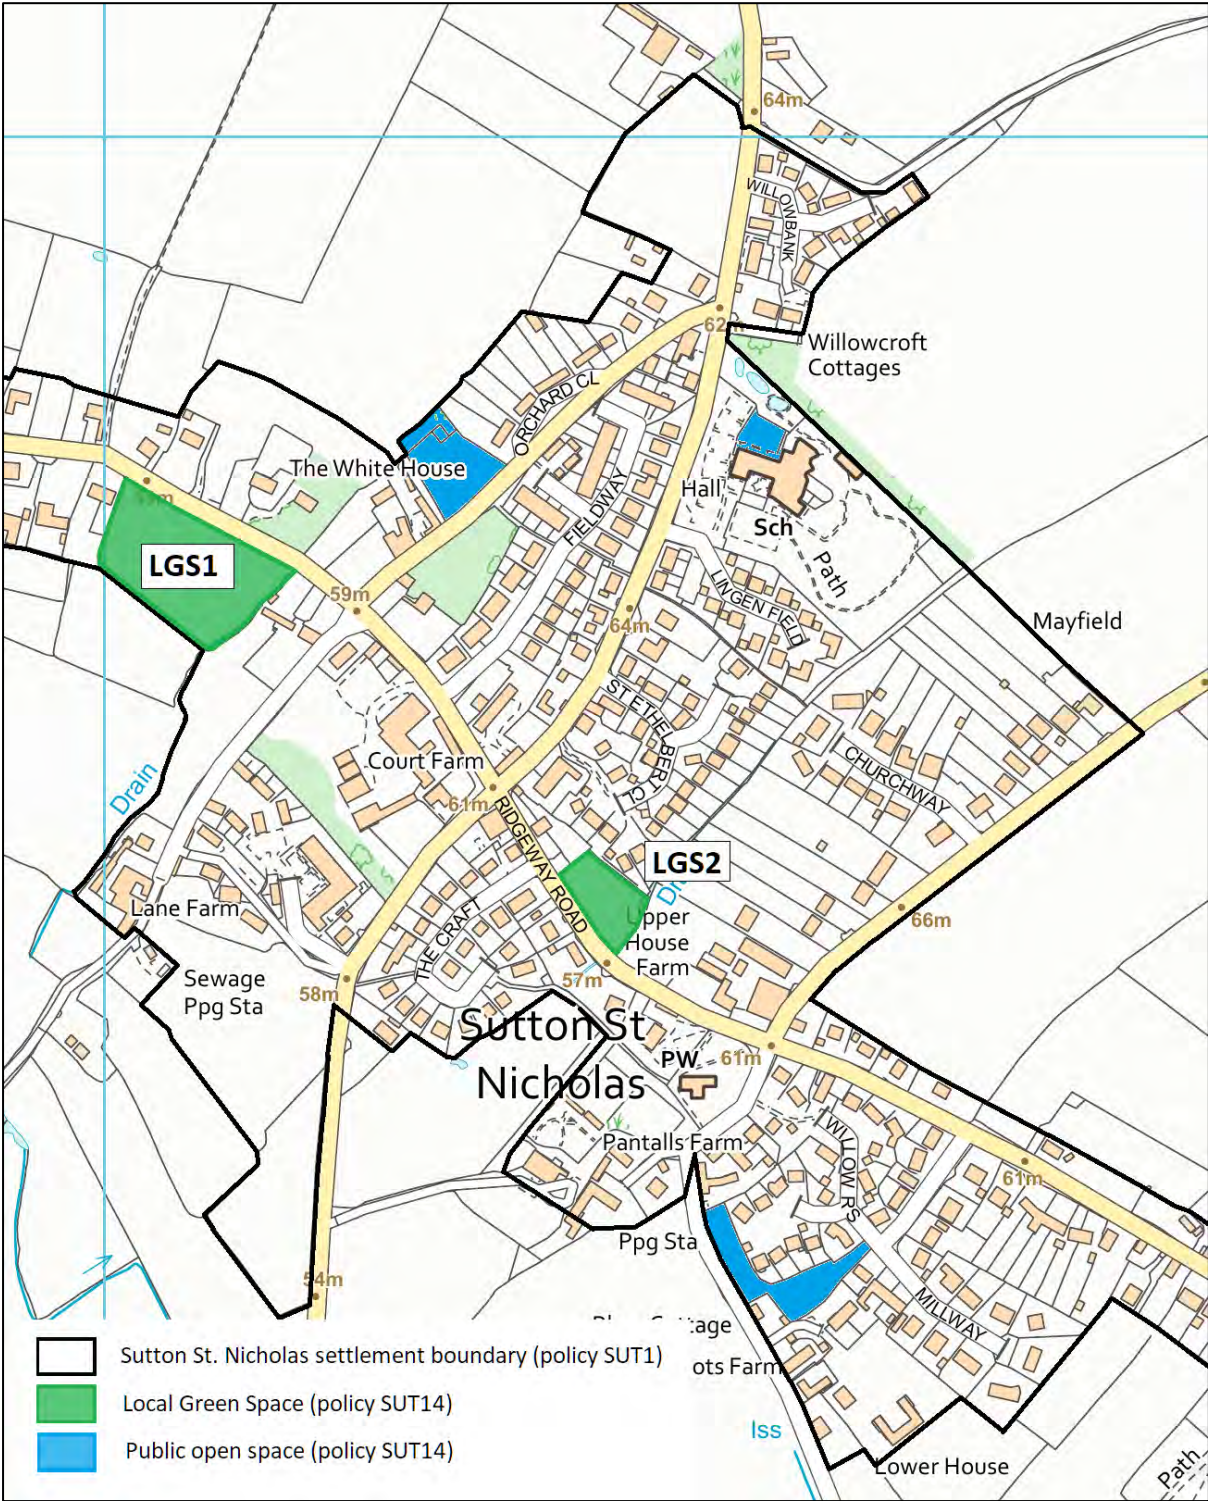 64m
WILLOWBANK
62m
Willowcroft
Cottages
ORCHARD CL
The White House
FIELDWAY
Hall
Sch
Path
LGS1
59m
LINGEN FIELD
64m
Mayfield
ST ETHELBERT CL
Court Farm
CHURCHWAY
Drain
61m
RIDGEWAY ROAD
LGS2
Lane Farm
THE CRAFT
Upper
House
Farm
66m
Sewage
Ppg Sta
58m
57m
Sutton St
Nicholas
PW
61m
Pantalls Farm
WILLOW RS
61m
Ppg Sta
54m
MILLWAY
Cottage
ots Farm
Iss
Lower House
Path
Sutton St. Nicholas settlement boundary (policy SUT1)
Local Green Space (policy SUT14)
Public open space (policy SUT14)